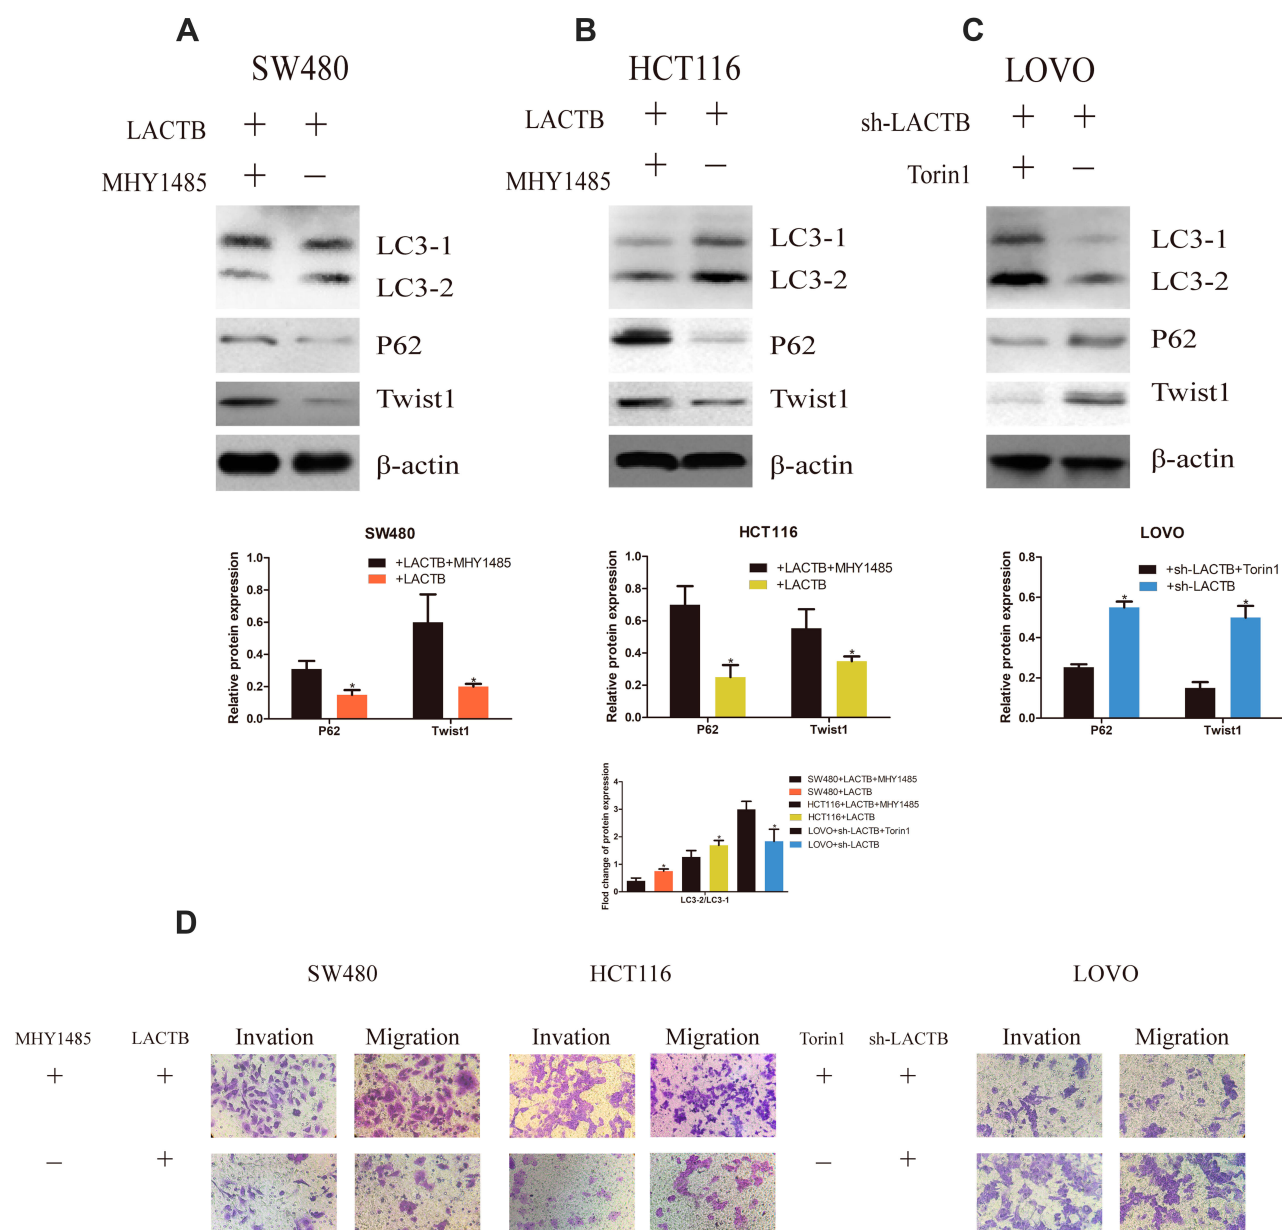 A
B
C
SW480
HCT116
LOVO
LACTB + +
LACTB + +
sh-LACTB + +
MHY1485 + −
MHY1485 + −
Torin1 + −
LC3-1
LC3-2
P62
Twist1
β-actin
LC3-1
LC3-2
P62
Twist1
β-actin
LC3-1
LC3-2
P62
Twist1
β-actin
SW480
Relative protein expression
1.0
0.8
0.6
0.4
0.2
0.0
+LACTB+MHY1485
+LACTB
* *
P62 Twist1
HCT116
Relative protein expression
1.0
0.8
0.6
0.4
0.2
0.0
+LACTB+MHY1485
+LACTB
* *
P62 Twist1
LOVO
Relative protein expression
0.8
0.6
0.4
0.2
0.0
+sh-LACTB+Torin1
+sh-LACTB
* *
P62 Twist1
Flod change of protein expression
4
3
2
1
0
* * *
LC3-2/LC3-1
SW480+LACTB+MHY1485
SW480+LACTB
HCT116+LACTB+MHY1485
HCT116+LACTB
LOVO+sh-LACTB+Torin1
LOVO+sh-LACTB
D
SW480 HCT116 LOVO
MHY1485 LACTB Invation Migration Invation Migration Torin1 sh-LACTB Invation Migration
+ + + +
− + − +